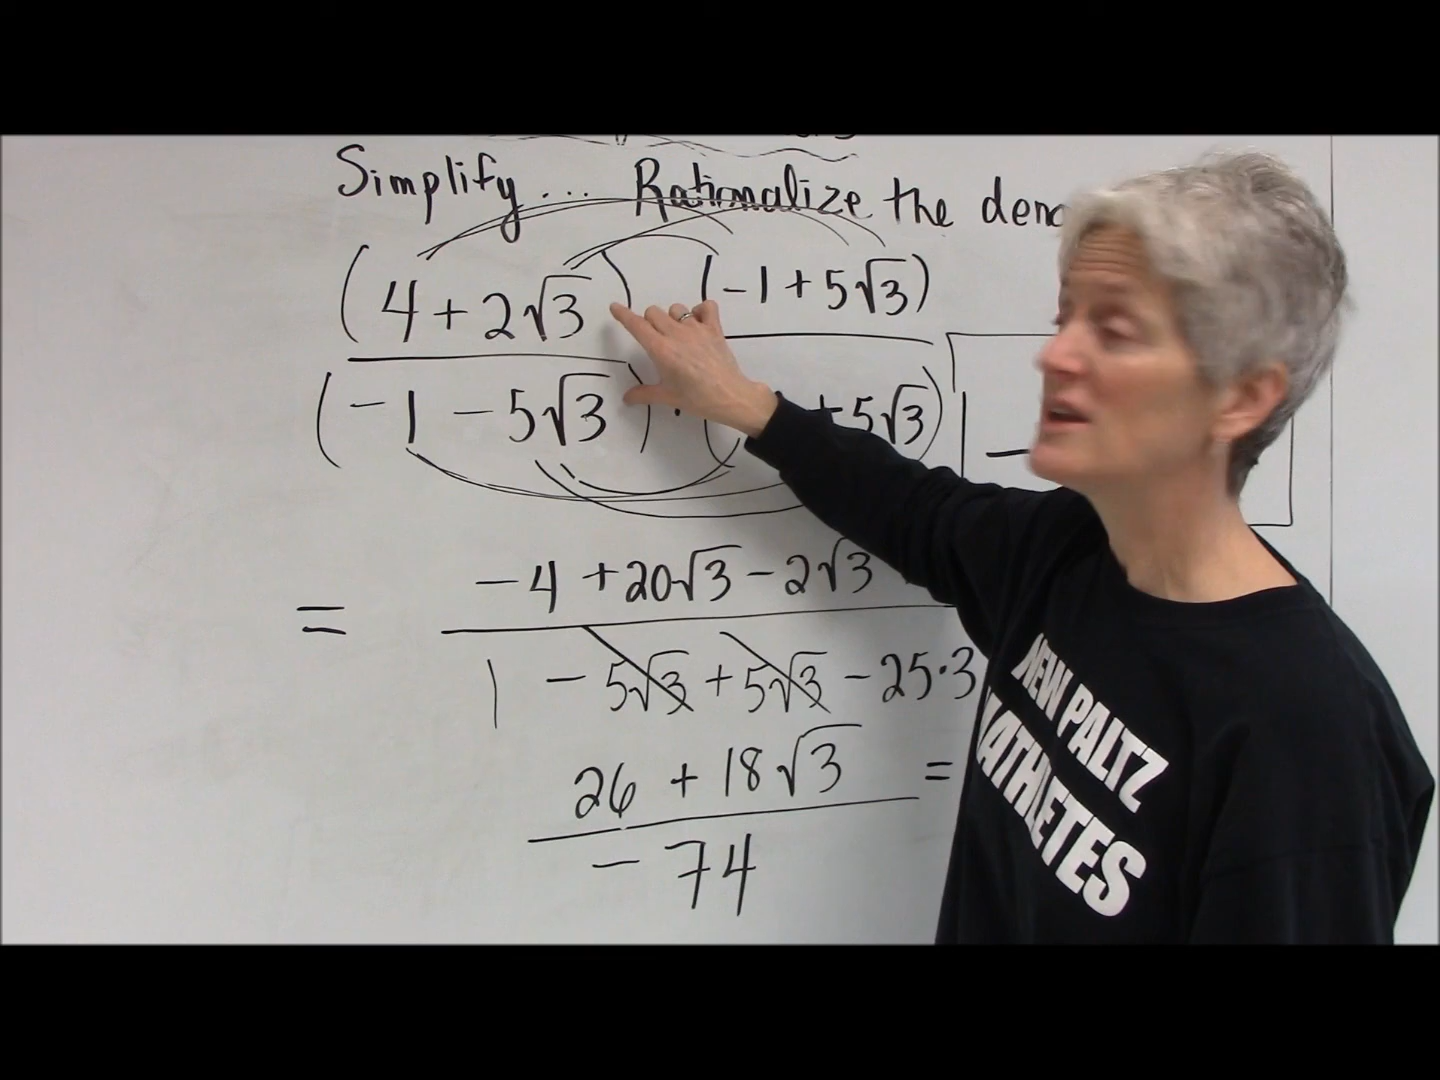 Simplify... Rationalize the
(4+2√3) (-1+5√3)
(-1-5√3) · ( +5√3)
= -4+20√3-2√3
1-5√3+5√3-25·3
26+18√3 =
-74
NEW PALTZ
MATHLETES